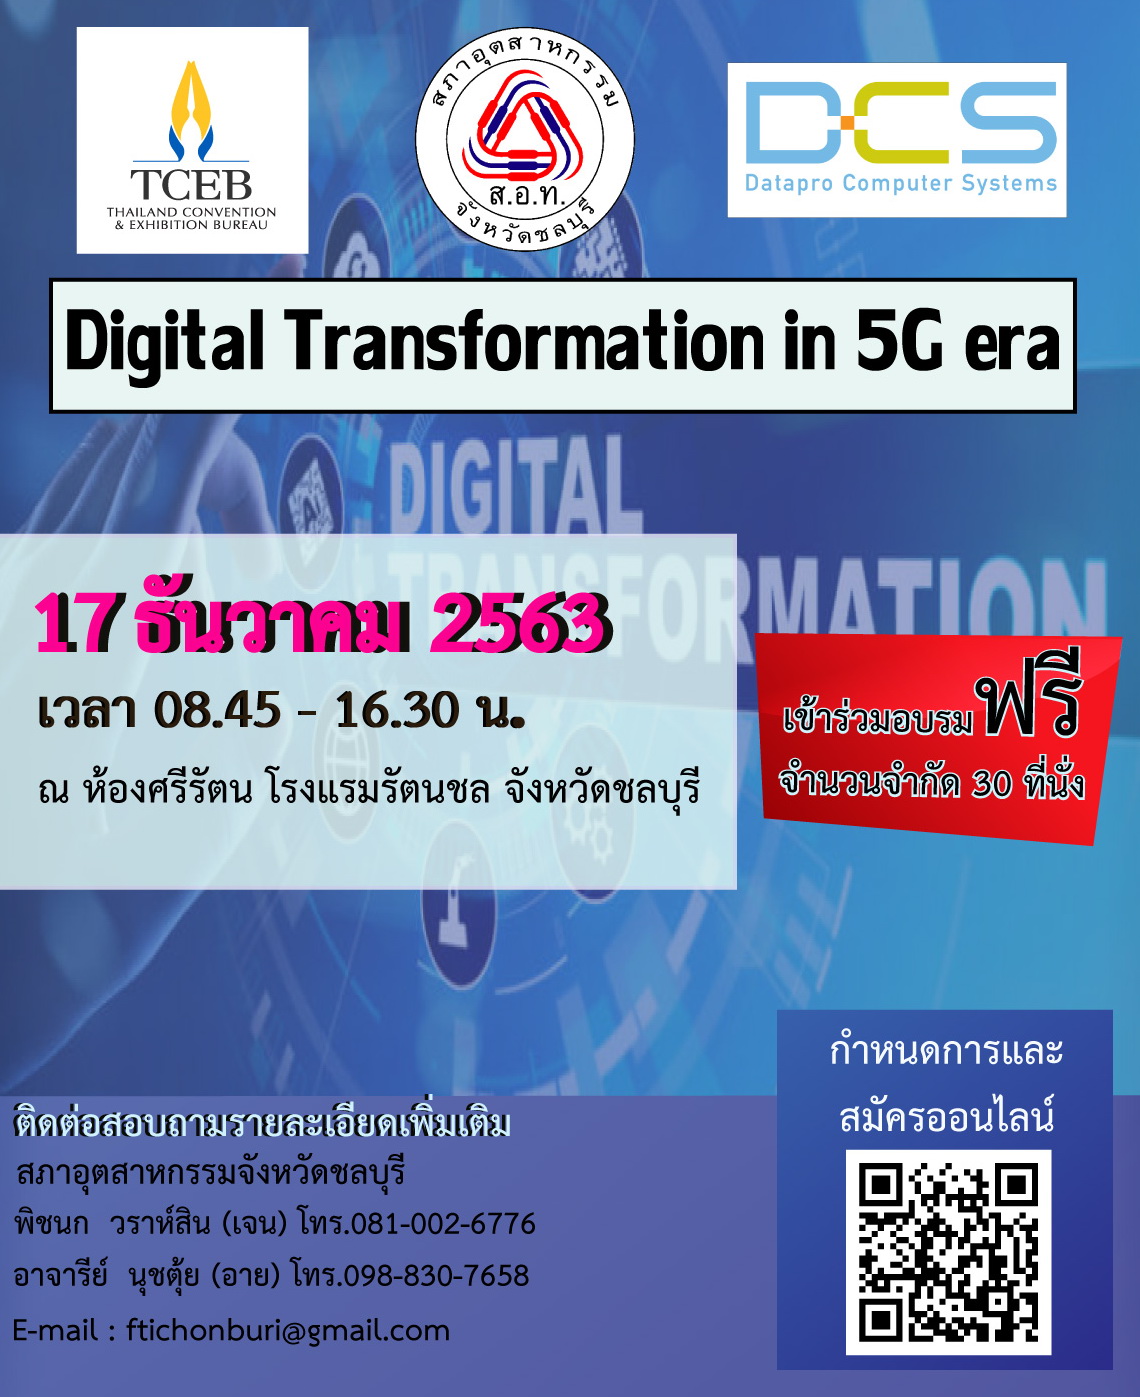 TCEB
THAILAND CONVENTION
& EXHIBITION BUREAU
สภาอุตสาหกรรม
ส.อ.ท.
จังหวัดชลบุรี
DCS
Datapro Computer Systems
Digital Transformation in 5G era
DIGITAL
TRANSFORMATION
AI
17 ธันวาคม 2563
เวลา 08.45 - 16.30 น.
ณ ห้องศรีรัตน โรงแรมรัตนชล จังหวัดชลบุรี
เข้าร่วมอบรม ฟรี
จำนวนจำกัด 30 ที่นั่ง
กำหนดการและ
สมัครออนไลน์
ติดต่อสอบถามรายละเอียดเพิ่มเติม
สภาอุตสาหกรรมจังหวัดชลบุรี
พิชนก วราห์สิน (เจน) โทร.081-002-6776
อาจารีย์ นุชตุ้ย (อาย) โทร.098-830-7658
E-mail : ftichonburi@gmail.com